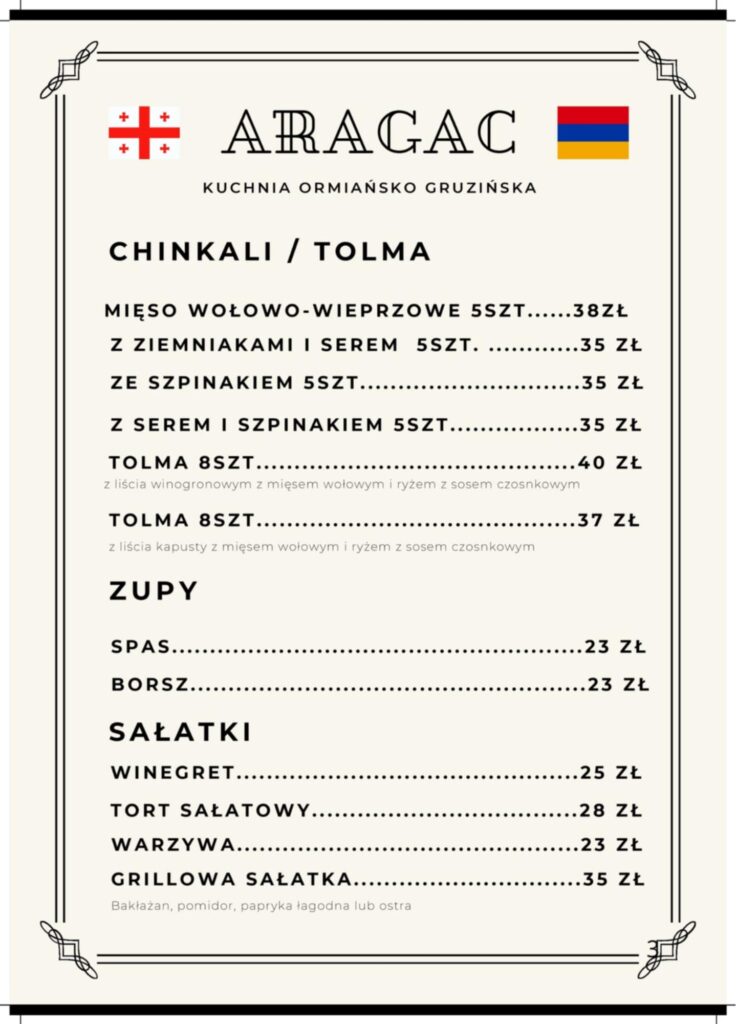 ARAGAC
KUCHNIA ORMIAŃSKO GRUZIŃSKA
CHINKALI / TOLMA
MIĘSO WOŁOWO-WIEPRZOWE 5SZT......38ZŁ
Z ZIEMNIAKAMI I SEREM 5SZT. ............35 ZŁ
ZE SZPINAKIEM 5SZT............................35 ZŁ
Z SEREM I SZPINAKIEM 5SZT.................35 ZŁ
TOLMA 8SZT.........................................40 ZŁ
z liścia winogronowym z mięsem wołowym i ryżem z sosem czosnkowym
TOLMA 8SZT.........................................37 ZŁ
z liścia kapusty z mięsem wołowym i ryżem z sosem czosnkowym
ZUPY
SPAS....................................................23 ZŁ
BORSZ..................................................23 ZŁ
SAŁATKI
WINEGRET...........................................25 ZŁ
TORT SAŁATOWY.................................28 ZŁ
WARZYWA...........................................23 ZŁ
GRILLOWA SAŁATKA............................35 ZŁ
Bakłażan, pomidor, papryka łagodna lub ostra
3